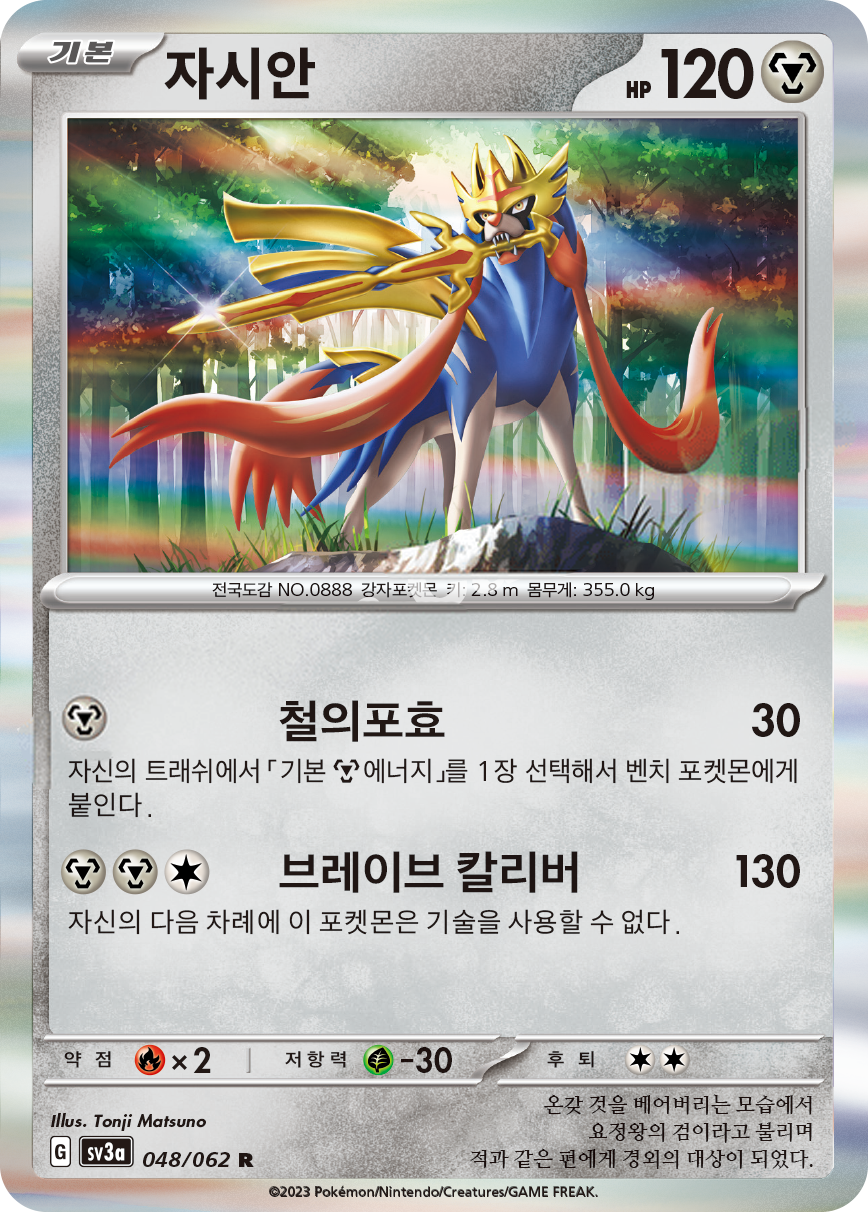 기본 자시안 HP 120
전국도감 NO.0888 강자포켓몬 키: 2.8 m 몸무게: 355.0 kg
철의포효 30
자신의 트래쉬에서 「기본 에너지」를 1장 선택해서 벤치 포켓몬에게
붙인다.
브레이브 칼리버 130
자신의 다음 차례에 이 포켓몬은 기술을 사용할 수 없다.
약점 ×2 저항력 -30 후퇴
온갖 것을 베어버리는 모습에서
요정왕의 검이라고 불리며
적과 같은 편에게 경외의 대상이 되었다.
Illus. Tonji Matsuno
G sv3a 048/062 R
©2023 Pokémon/Nintendo/Creatures/GAME FREAK.